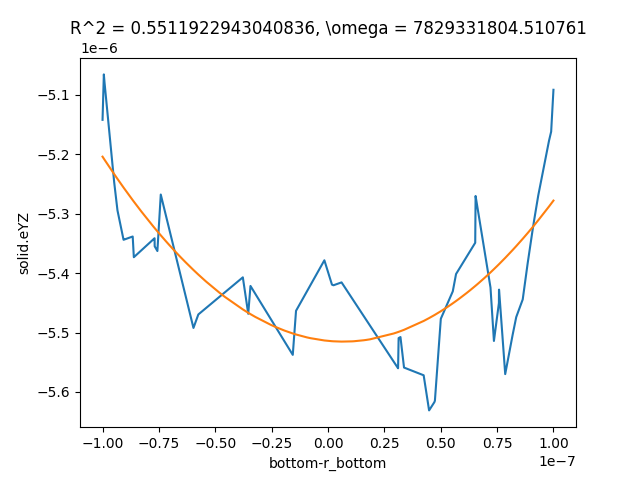 R^2 = 0.5511922943040836, \omega = 7829331804.510761
1e−6
−5.1
−5.2
−5.3
−5.4
−5.5
−5.6
solid.eYZ
−1.00 −0.75 −0.50 −0.25 0.00 0.25 0.50 0.75 1.00
1e−7
bottom-r_bottom